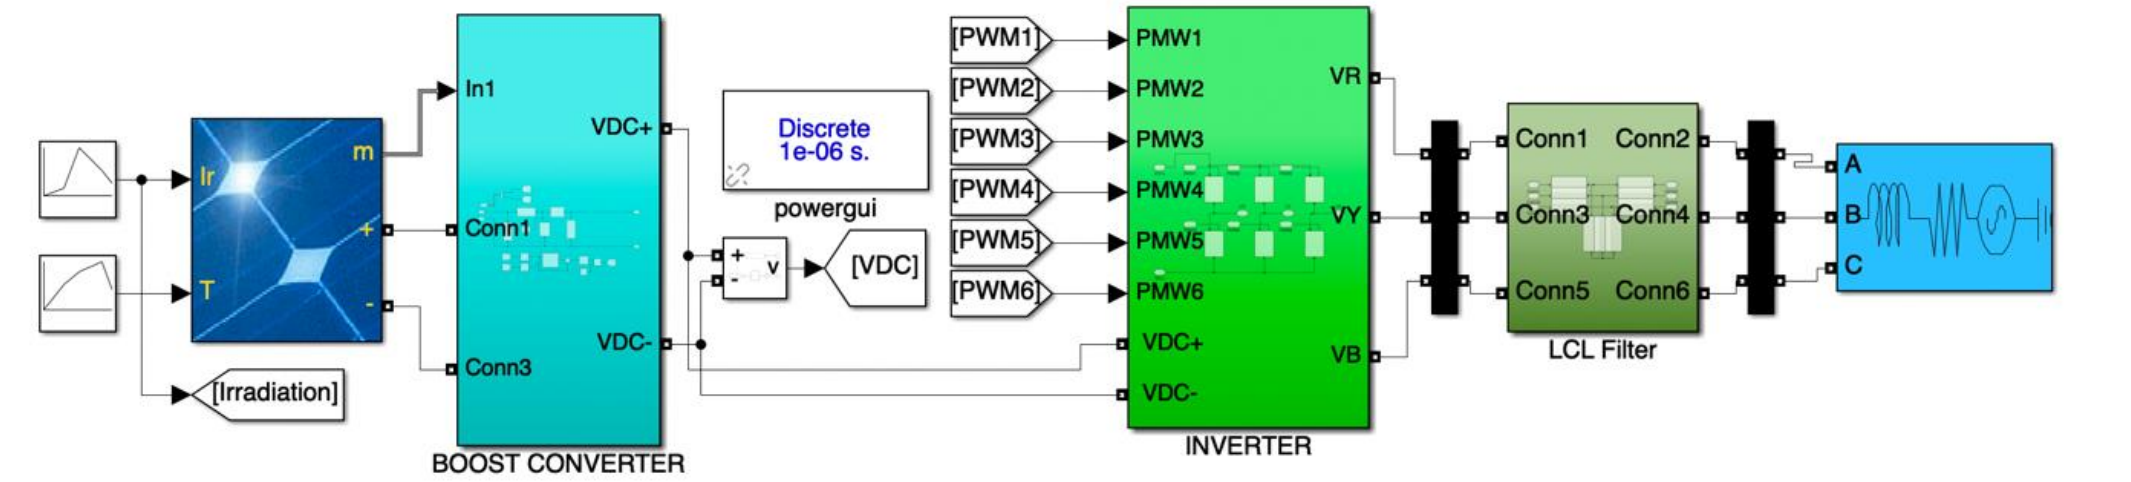 Ir
T
m
+
-
[Irradiation]
In1
Conn1
Conn3
VDC+
VDC-
BOOST CONVERTER
Discrete
1e-06 s.
powergui
+
-
v
[VDC]
[PWM1]
[PWM2]
[PWM3]
[PWM4]
[PWM5]
[PWM6]
PMW1
PMW2
PMW3
PMW4
PMW5
PMW6
VDC+
VDC-
VR
VY
VB
INVERTER
Conn1 Conn2
Conn3 Conn4
Conn5 Conn6
LCL Filter
A
B
C